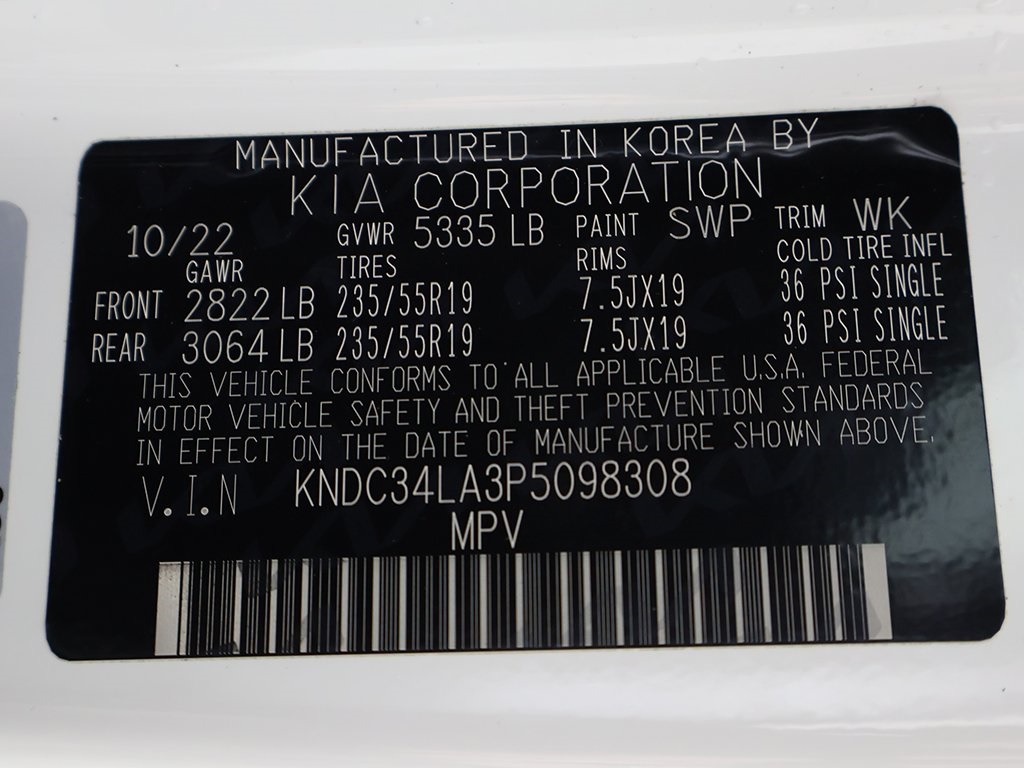 MANUFACTURED IN KOREA BY
KIA CORPORATION
10/22 GVWR 5335 LB PAINT SWP TRIM WK
GAWR TIRES RIMS COLD TIRE INFL
FRONT 2822 LB 235/55R19 7.5JX19 36 PSI SINGLE
REAR 3064 LB 235/55R19 7.5JX19 36 PSI SINGLE
THIS VEHICLE CONFORMS TO ALL APPLICABLE U.S.A. FEDERAL
MOTOR VEHICLE SAFETY AND THEFT PREVENTION STANDARDS
IN EFFECT ON THE DATE OF MANUFACTURE SHOWN ABOVE.
V.I.N KNDC34LA3P5098308
MPV